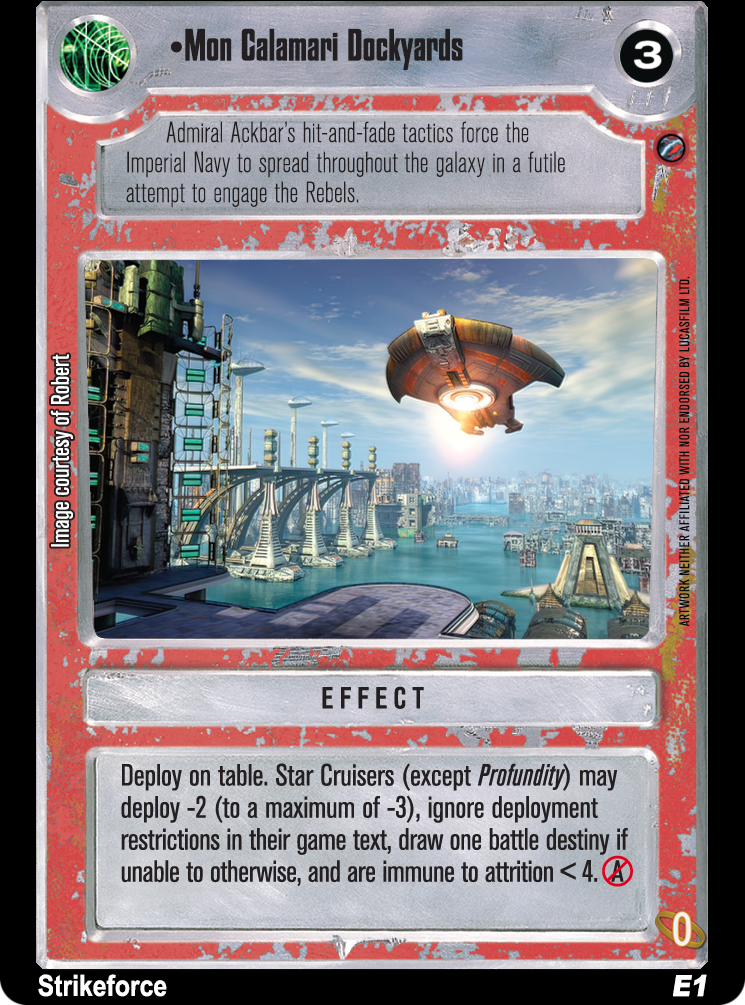 •Mon Calamari Dockyards
3
Admiral Ackbar's hit-and-fade tactics force the
Imperial Navy to spread throughout the galaxy in a futile
attempt to engage the Rebels.
Image courtesy of Robert
ARTWORK NEITHER AFFILIATED WITH NOR ENDORSED BY LUCASFILM LTD.
EFFECT
Deploy on table. Star Cruisers (except Profundity) may
deploy -2 (to a maximum of -3), ignore deployment
restrictions in their game text, draw one battle destiny if
unable to otherwise, and are immune to attrition < 4. A
0
Strikeforce
E1